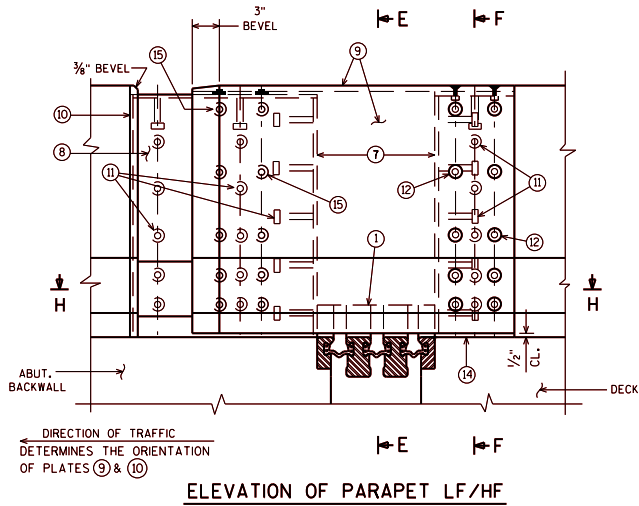 3"
BEVEL
E
F
⅜" BEVEL
15
9
10
8
11
7
12
11
15
12
1
H
H
14
½"
CL.
ABUT.
BACKWALL
DECK
DIRECTION OF TRAFFIC
DETERMINES THE ORIENTATION
OF PLATES 9 & 10
E
F
ELEVATION OF PARAPET LF/HF